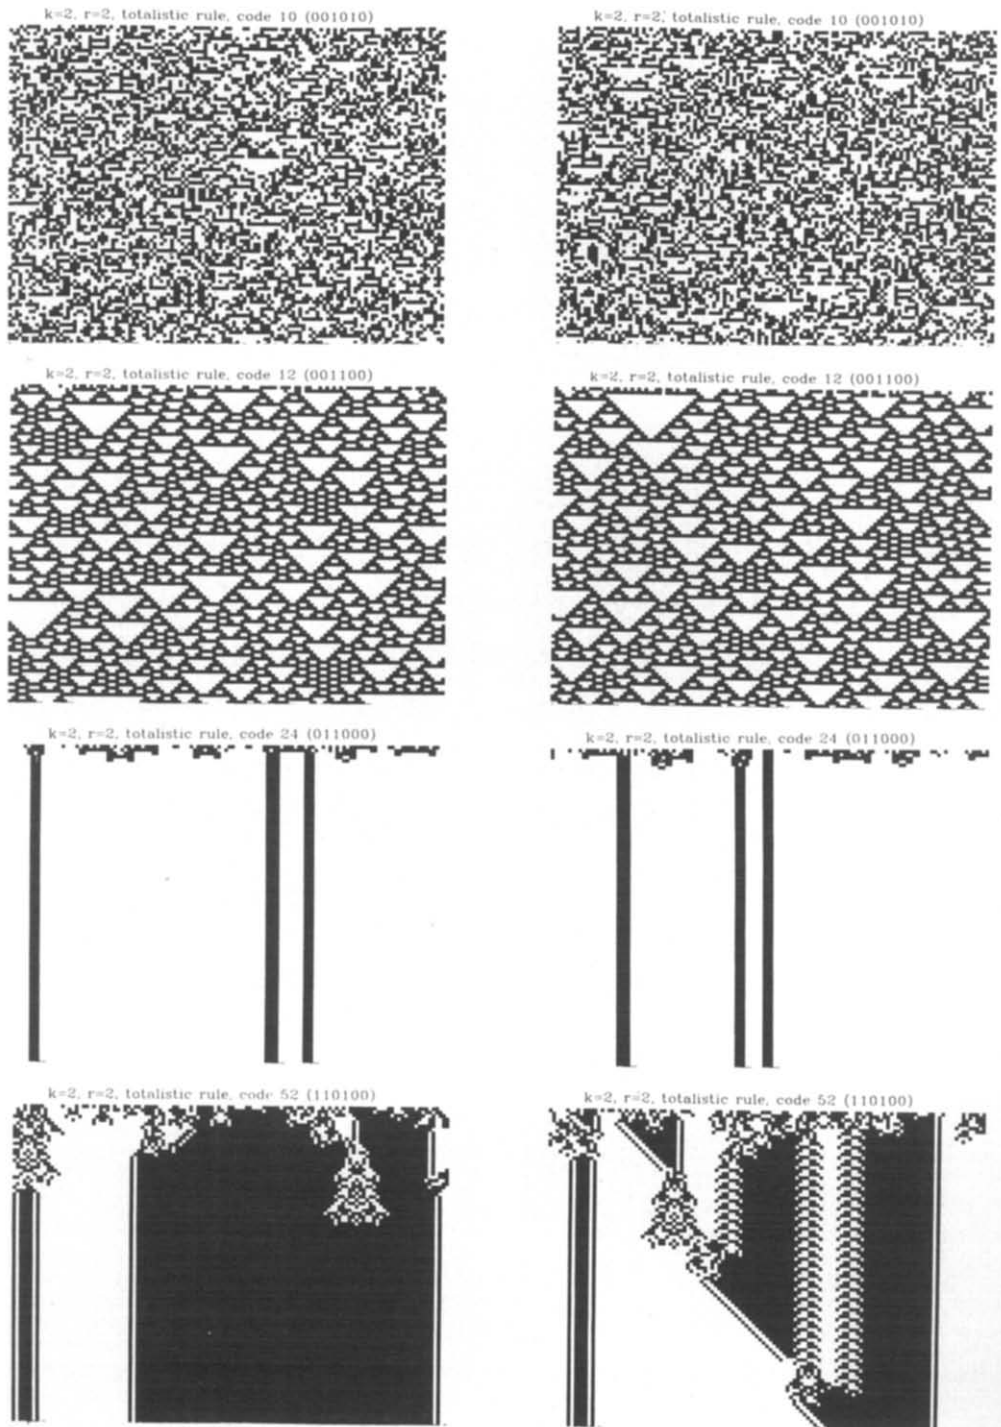 k=2, r=2, totalistic rule, code 10 (001010)
k=2, r=2, totalistic rule, code 10 (001010)
k=2, r=2, totalistic rule, code 12 (001100)
k=2, r=2, totalistic rule, code 12 (001100)
k=2, r=2, totalistic rule, code 24 (011000)
k=2, r=2, totalistic rule, code 24 (011000)
k=2, r=2, totalistic rule, code 52 (110100)
k=2, r=2, totalistic rule, code 52 (110100)